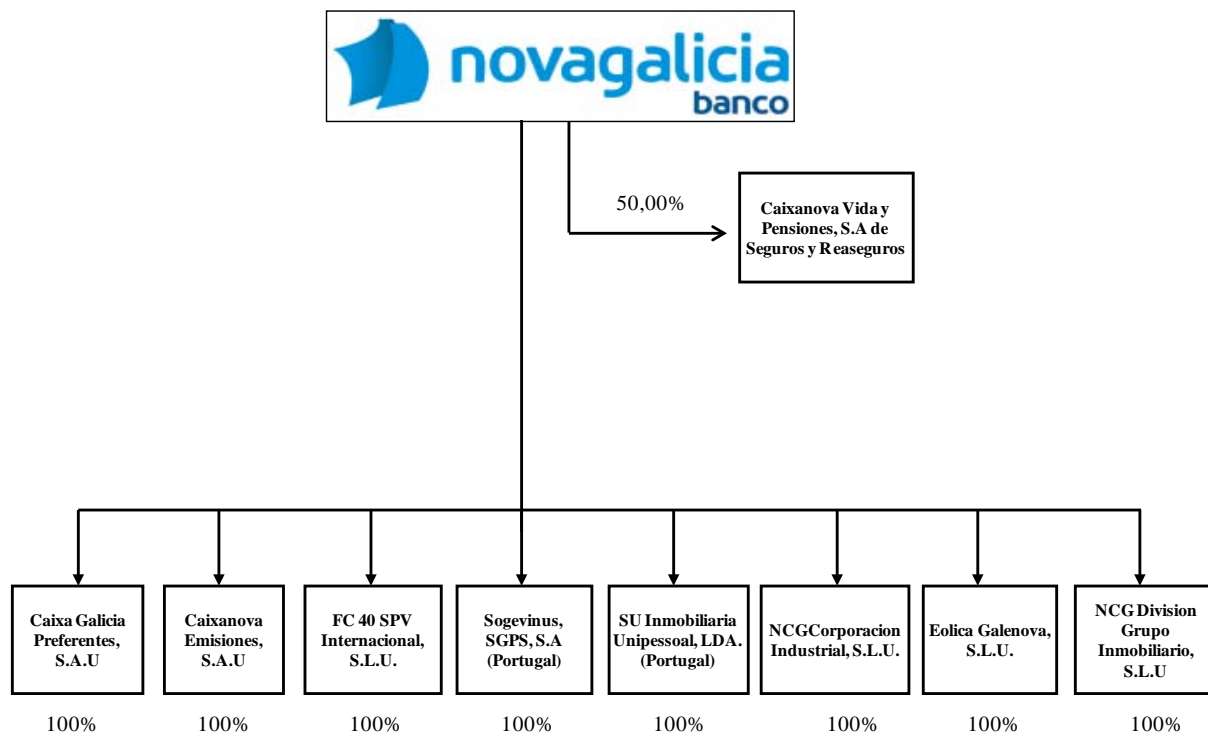 novagalicia
banco
50,00%
Caixanova Vida y
Pensiones, S.A de
Seguros y Reaseguros
Caixa Galicia
Preferentes,
S.A.U
Caixanova
Emisiones,
S.A.U
FC 40 SPV
Internacional,
S.L.U.
Sogevinus,
SGPS, S.A
(Portugal)
SU Inmobiliaria
Unipessoal, LDA.
(Portugal)
NCGCorporacion
Industrial, S.L.U.
Eolica Galenova,
S.L.U.
NCG Division
Grupo
Inmobiliario,
S.L.U
100%
100%
100%
100%
100%
100%
100%
100%